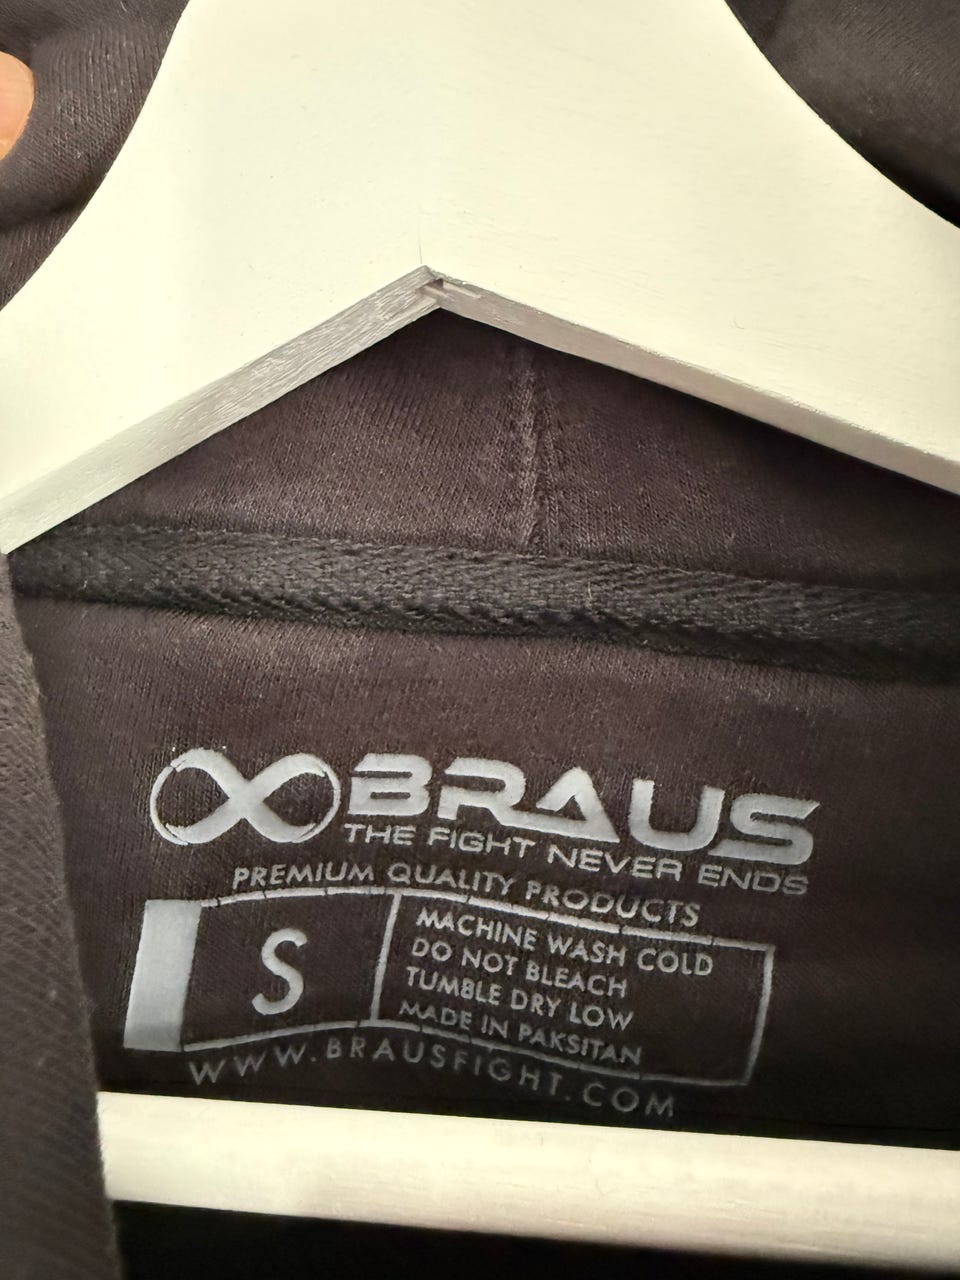 BRAUS
THE FIGHT NEVER ENDS
PREMIUM QUALITY PRODUCTS
S
MACHINE WASH COLD
DO NOT BLEACH
TUMBLE DRY LOW
MADE IN PAKSITAN
WWW.BRAUSFIGHT.COM